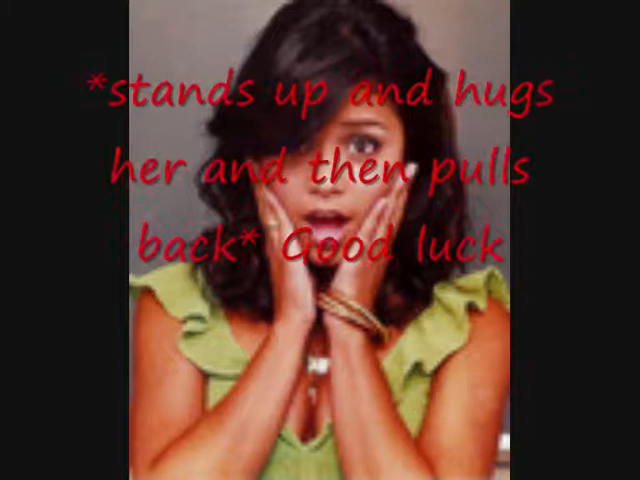 *stands up and hugs
her and then pulls
back* Good luck